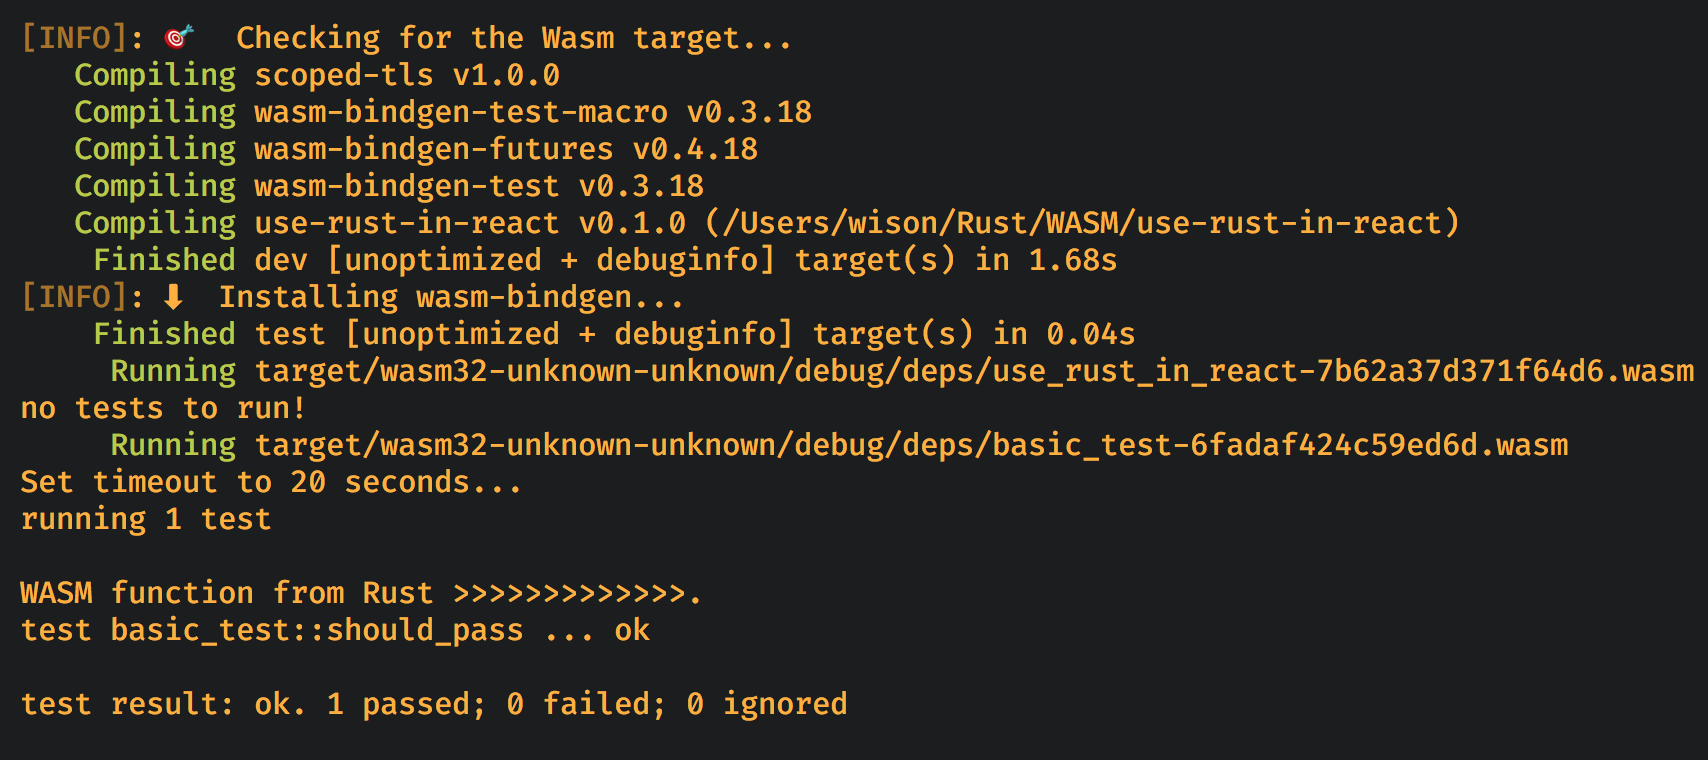 [INFO]: 🎯  Checking for the Wasm target...
   Compiling scoped-tls v1.0.0
   Compiling wasm-bindgen-test-macro v0.3.18
   Compiling wasm-bindgen-futures v0.4.18
   Compiling wasm-bindgen-test v0.3.18
   Compiling use-rust-in-react v0.1.0 (/Users/wison/Rust/WASM/use-rust-in-react)
    Finished dev [unoptimized + debuginfo] target(s) in 1.68s
[INFO]: ⬇  Installing wasm-bindgen...
    Finished test [unoptimized + debuginfo] target(s) in 0.04s
     Running target/wasm32-unknown-unknown/debug/deps/use_rust_in_react-7b62a37d371f64d6.wasm
no tests to run!
     Running target/wasm32-unknown-unknown/debug/deps/basic_test-6fadaf424c59ed6d.wasm
Set timeout to 20 seconds...
running 1 test
WASM function from Rust >>>>>>>>>>>>>.
test basic_test::should_pass ... ok
test result: ok. 1 passed; 0 failed; 0 ignored